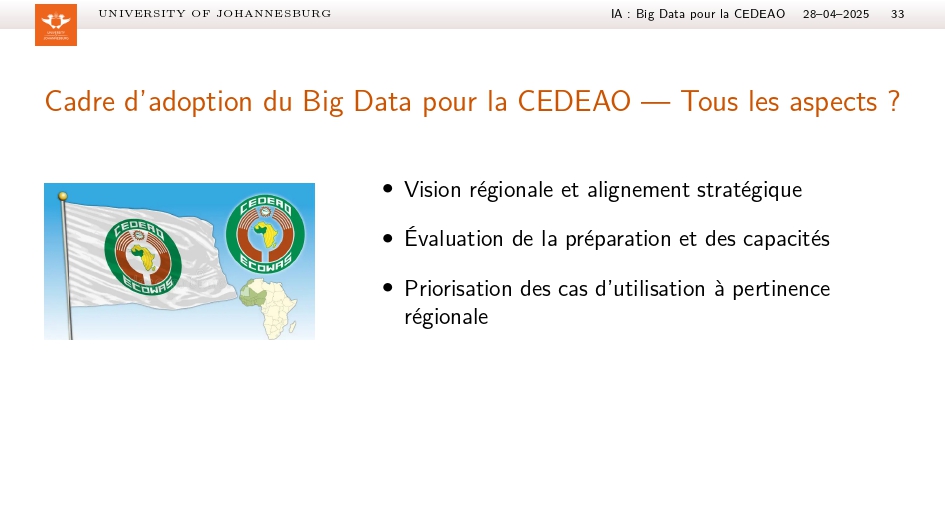 UNIVERSITY OF JOHANNESBURG
IA : Big Data pour la CEDEAO 28–04–2025 33
UNIVERSITY
JOHANNESBURG
Cadre d'adoption du Big Data pour la CEDEAO — Tous les aspects ?
CEDEAO
ECOWAS
CEDEAO
ECOWAS
• Vision régionale et alignement stratégique
• Évaluation de la préparation et des capacités
• Priorisation des cas d'utilisation à pertinence
régionale